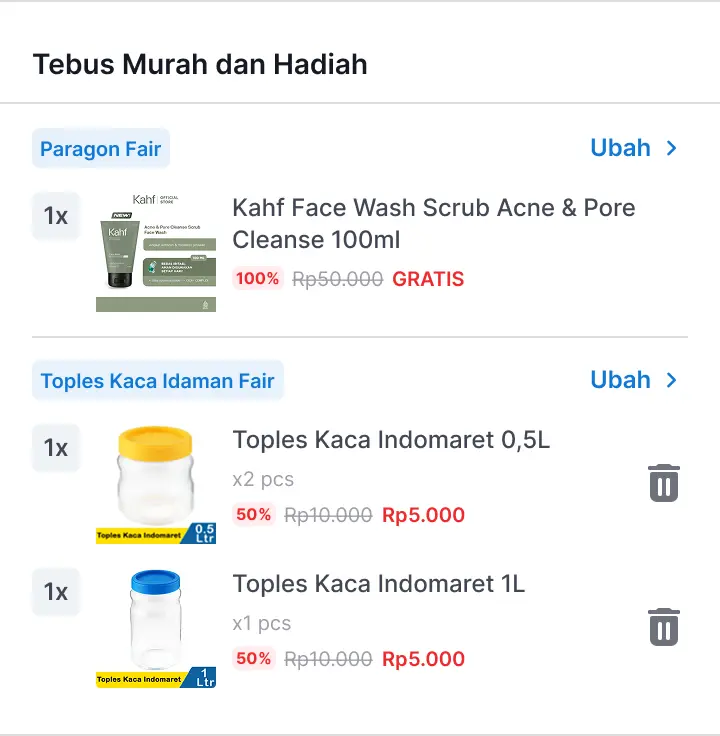 Tebus Murah dan Hadiah
Paragon Fair
Ubah
1x
Kahf OFFICIAL STORE
NEW!
Kahf
Acne & Pore Cleanse Scrub
Face Wash
100 ML
Kahf Face Wash Scrub Acne & Pore
Cleanse 100ml
100% Rp50.000 GRATIS
Toples Kaca Idaman Fair
Ubah
1x
Toples Kaca Indomaret
0.5
Ltr
Toples Kaca Indomaret 0,5L
x2 pcs
50% Rp10.000 Rp5.000
1x
Toples Kaca Indomaret
1
Ltr
Toples Kaca Indomaret 1L
x1 pcs
50% Rp10.000 Rp5.000